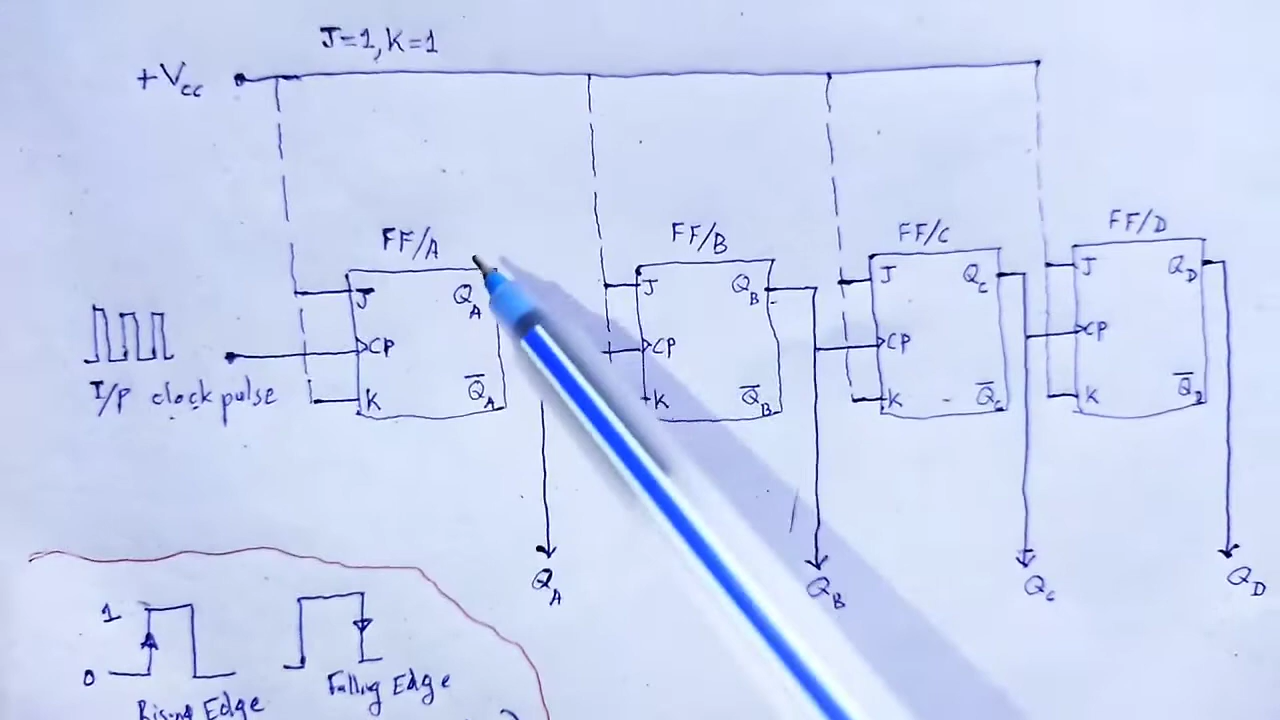 J=1, K=1
+Vcc
FF/A
FF/B
FF/C
FF/D
J
QA
J
QB
J
QC
J
QD
CP
CP
CP
CP
I/P clock pulse
K
Q̅A
K
Q̅B
K
Q̅C
K
Q̅D
QA
QB
QC
QD
1
0
Rising Edge
Falling Edge